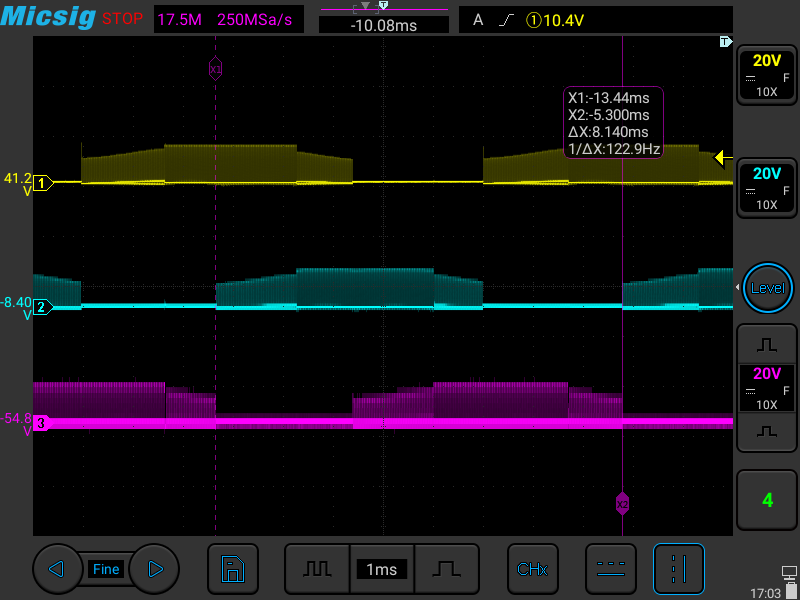 Micsig STOP 17.5M 250MSa/s -10.08ms T A 1 10.4V
T
20V
F
10X
X1
X1:-13.44ms
X2:-5.300ms
ΔX:8.140ms
1/ΔX:122.9Hz
41.2
V
1
20V
F
10X
-8.40
V
2
Level
20V
F
10X
-54.8
V
3
X2
4
Fine
1ms
CHx
17:03